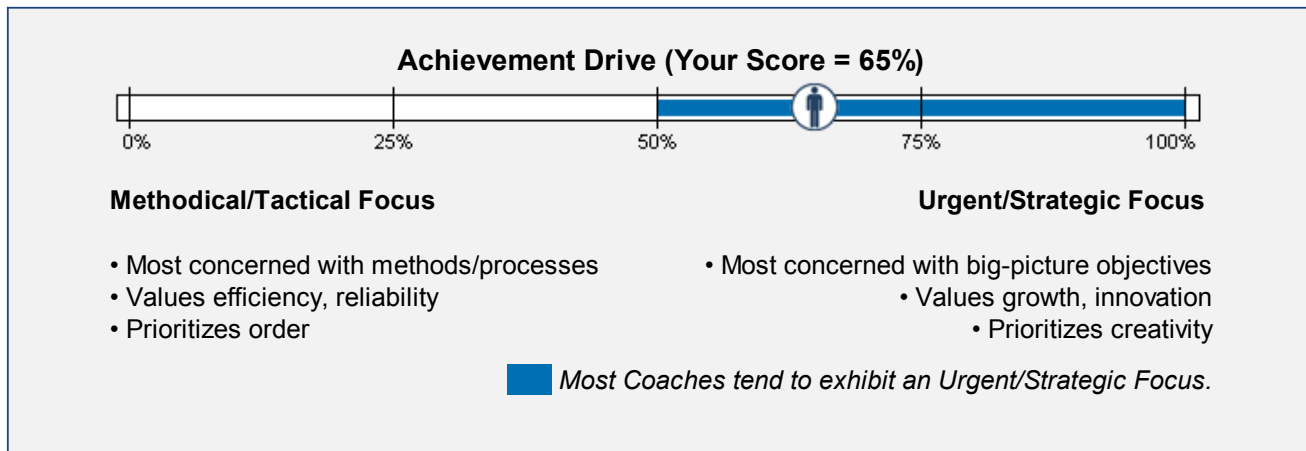 Achievement Drive (Your Score = 65%)
0% 25% 50% 75% 100%
Methodical/Tactical Focus
• Most concerned with methods/processes
• Values efficiency, reliability
• Prioritizes order
Urgent/Strategic Focus
• Most concerned with big-picture objectives
• Values growth, innovation
• Prioritizes creativity
Most Coaches tend to exhibit an Urgent/Strategic Focus.